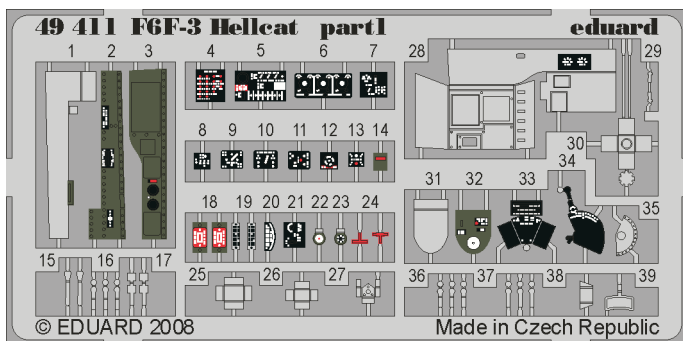 49 411 F6F-3 Hellcat part1 eduard
1 2 3 4 5 6 7 28 29
8 9 10 11 12 13 14 30
31 32 33 34 35
18 19 20 21 22 23 24
15 16 17 25 26 27 36 37 38 39
© EDUARD 2008 Made in Czech Republic